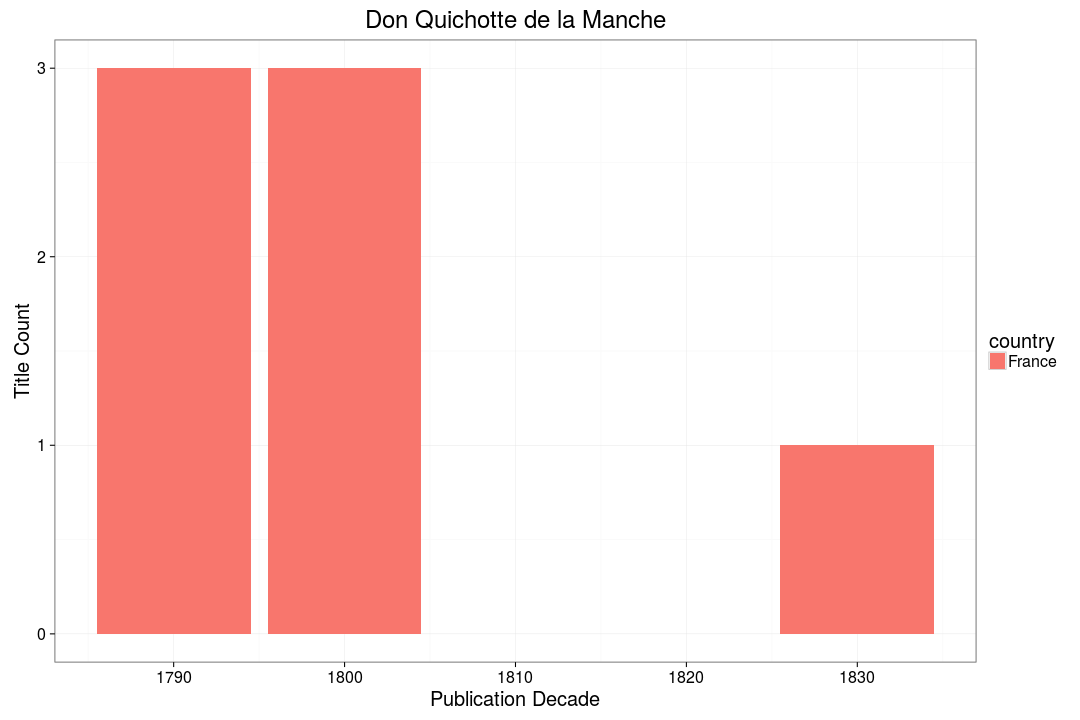 Don Quichotte de la Manche
3
2
1
0
Title Count
1790 1800 1810 1820 1830
Publication Decade
country
France